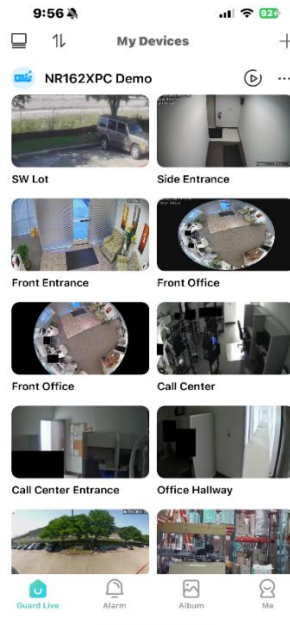 9:56
92+
My Devices
NR162XPC Demo
SW Lot
Side Entrance
Front Entrance
Front Office
Front Office
Call Center
Call Center Entrance
Office Hallway
Guard Live
Alarm
Album
Me